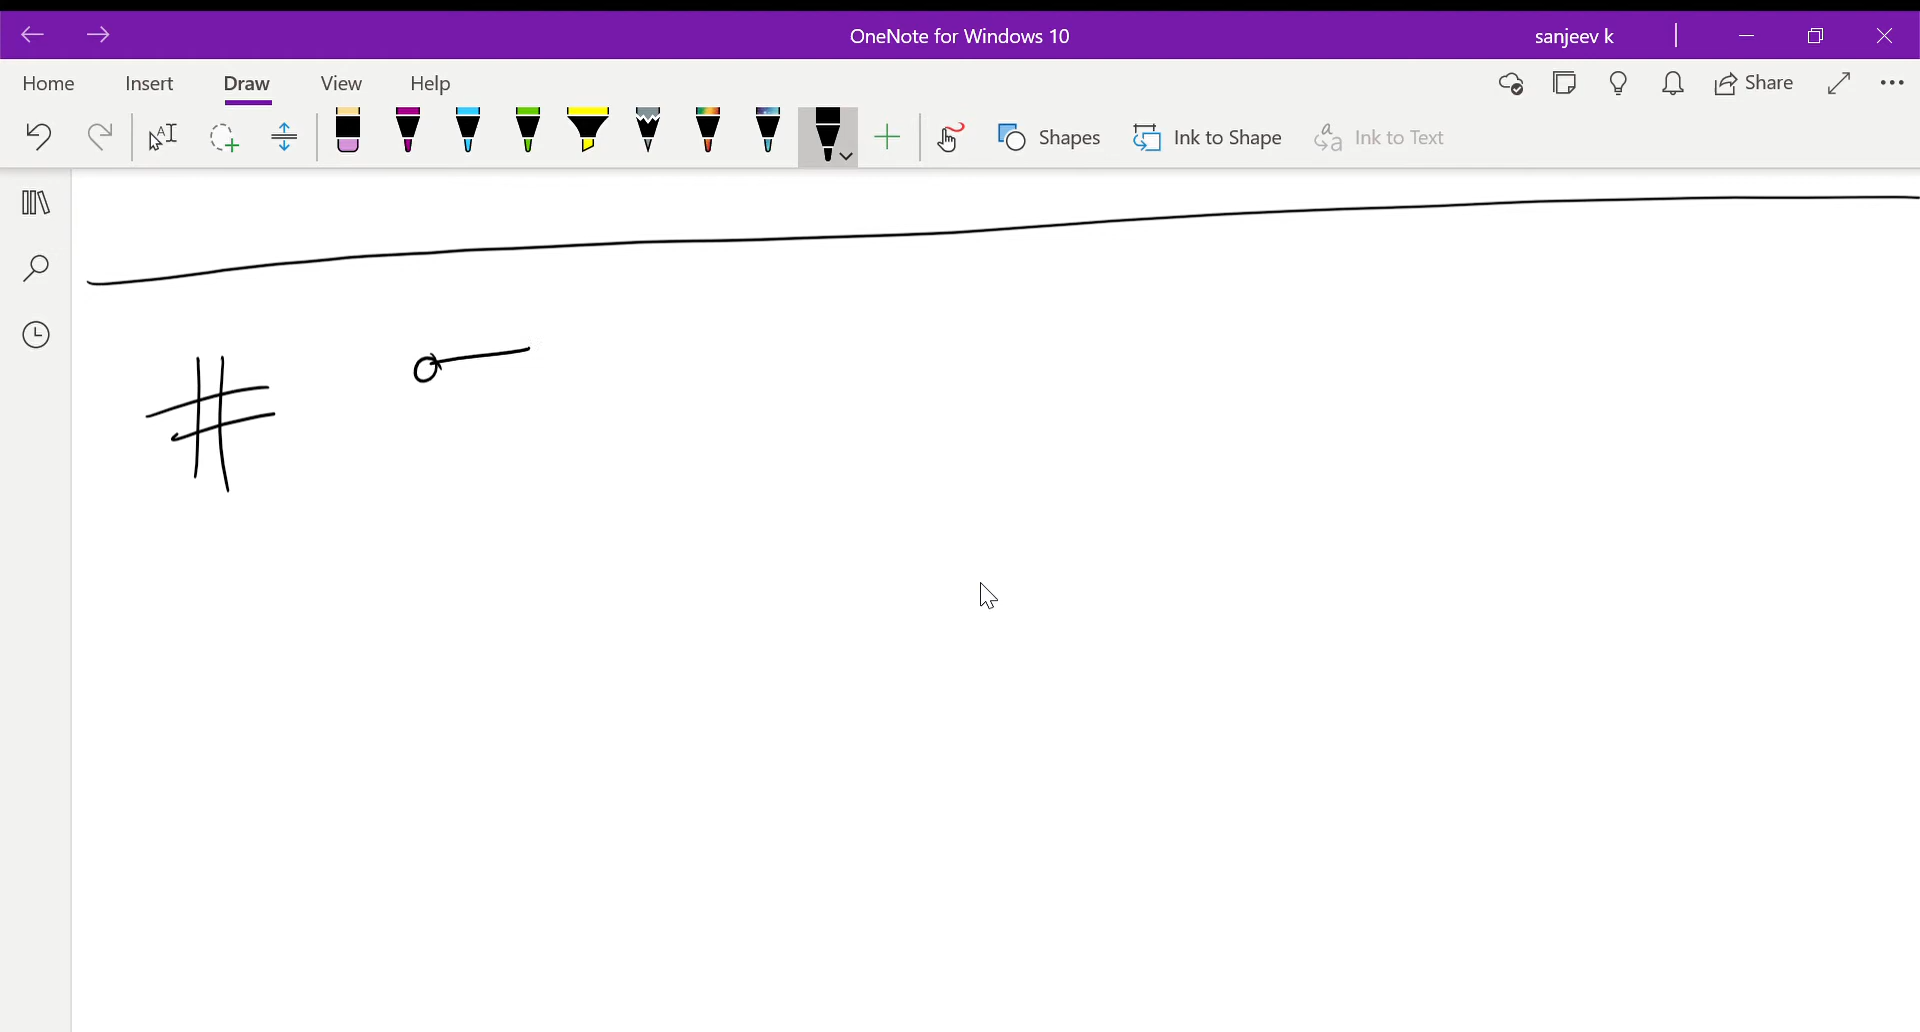 OneNote for Windows 10 sanjeev k
Home Insert Draw View Help Share
Shapes Ink to Shape Ink to Text
#